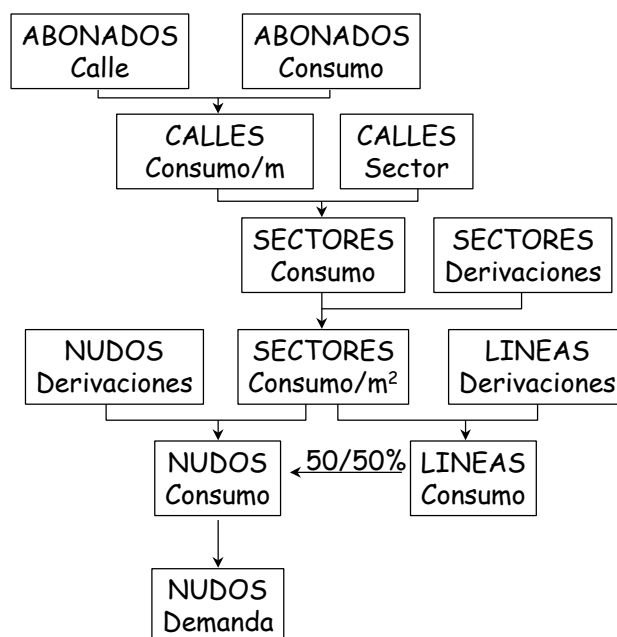 ABONADOS
Calle
ABONADOS
Consumo
CALLES
Consumo/m
CALLES
Sector
SECTORES
Consumo
SECTORES
Derivaciones
NUDOS
Derivaciones
SECTORES
Consumo/m²
LINEAS
Derivaciones
NUDOS
Consumo
50/50%
LINEAS
Consumo
NUDOS
Demanda